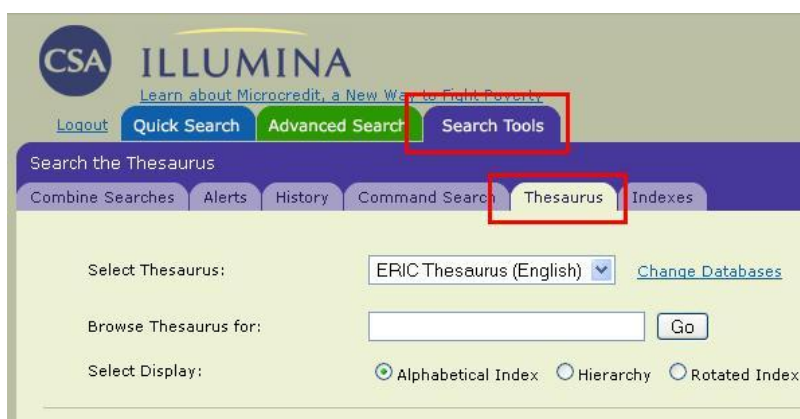 CSA ILLUMINA
Learn about Microcredit, a New Way to Fight Poverty
Logout Quick Search Advanced Search Search Tools
Search the Thesaurus
Combine Searches Alerts History Command Search Thesaurus Indexes
Select Thesaurus: ERIC Thesaurus (English) Change Databases
Browse Thesaurus for: Go
Select Display: Alphabetical Index Hierarchy Rotated Index